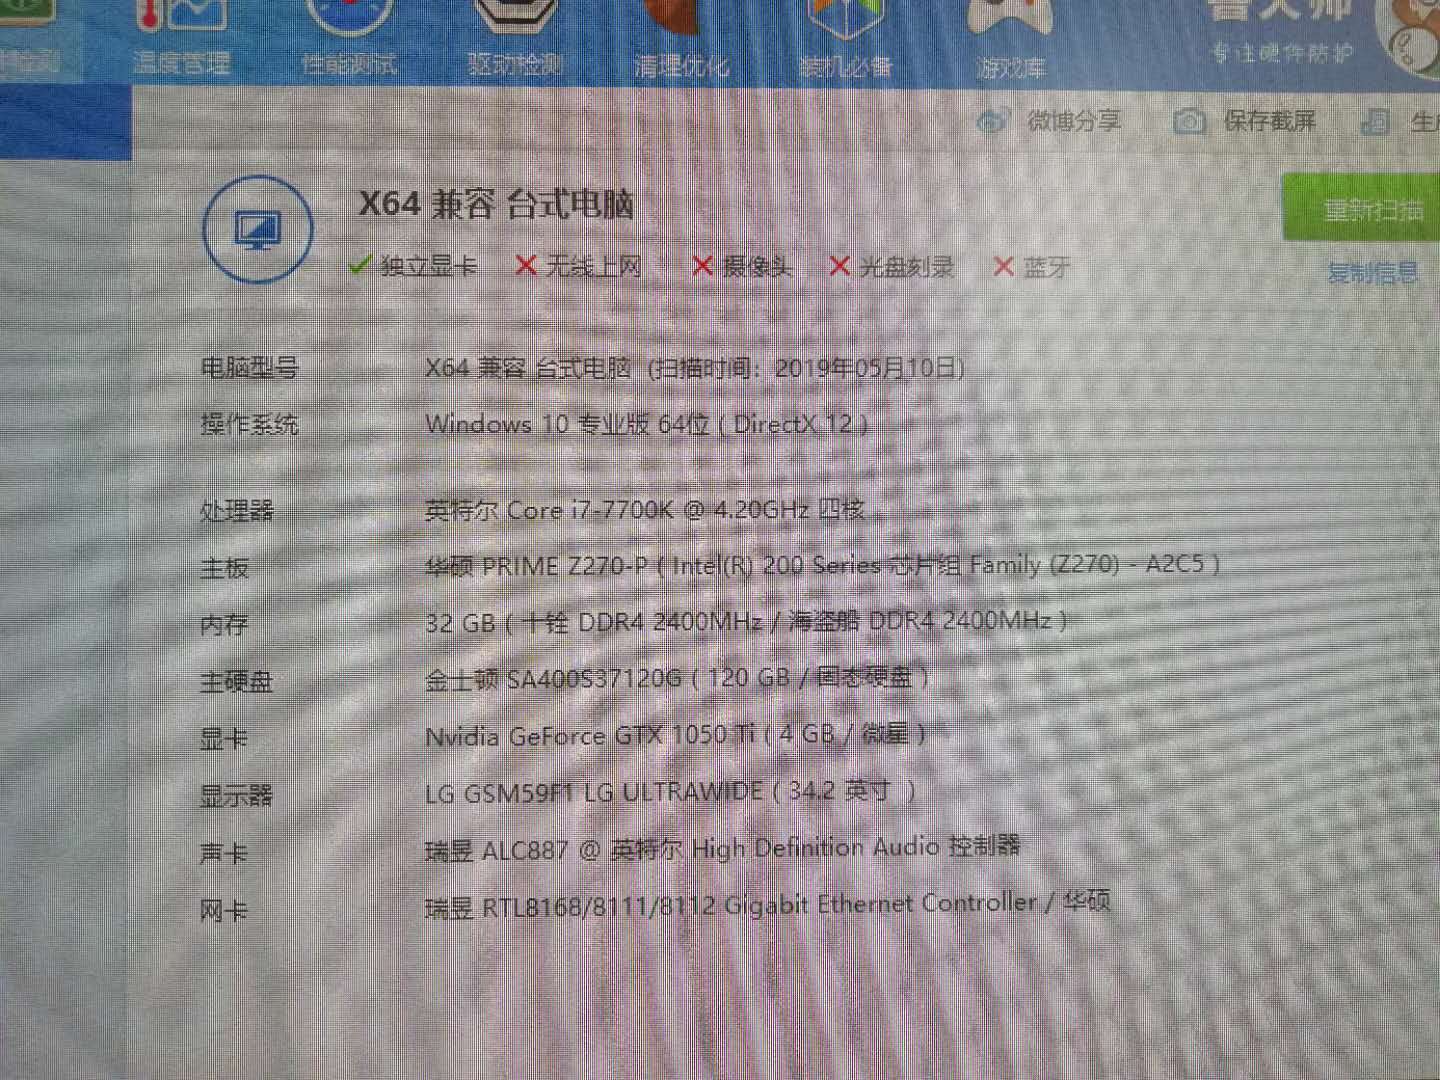 温度管理 性能测试 驱动检测 清理优化 装机必备 游戏库
专注硬件防护
微博分享 保存截屏
X64 兼容 台式电脑
重新扫描
独立显卡 无线上网 摄像头 光盘刻录 蓝牙
复制信息
电脑型号 X64 兼容 台式电脑 (扫描时间：2019年05月10日)
操作系统 Windows 10 专业版 64位 ( DirectX 12 )
处理器 英特尔 Core i7-7700K @ 4.20GHz 四核
主板 华硕 PRIME Z270-P ( Intel(R) 200 Series 芯片组 Family (Z270) - A2C5 )
内存 32 GB ( 十铨 DDR4 2400MHz / 海盗船 DDR4 2400MHz )
主硬盘 金士顿 SA400S37120G ( 120 GB / 固态硬盘 )
显卡 Nvidia GeForce GTX 1050 Ti ( 4 GB / 微星 )
显示器 LG GSM59F1 LG ULTRAWIDE ( 34.2 英寸 )
声卡 瑞昱 ALC887 @ 英特尔 High Definition Audio 控制器
网卡 瑞昱 RTL8168/8111/8112 Gigabit Ethernet Controller / 华硕